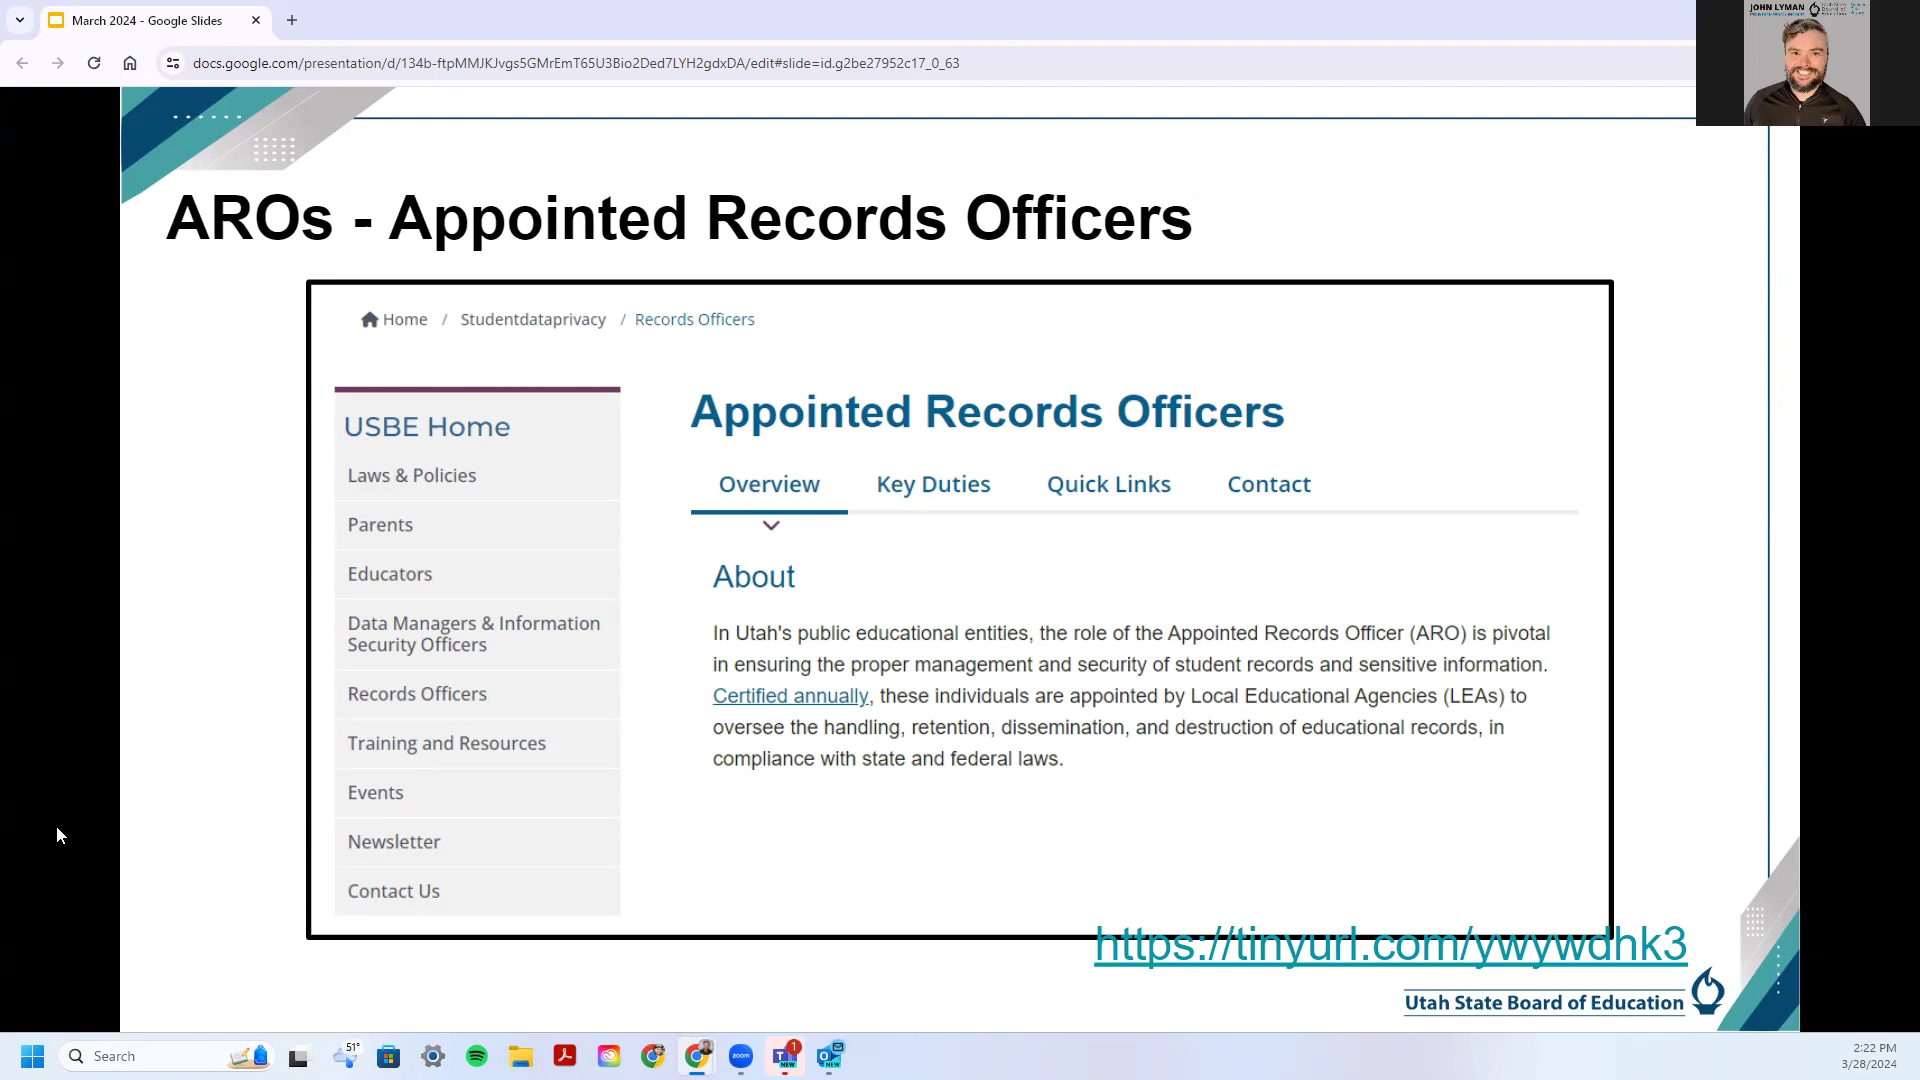 March 2024 - Google Slides
docs.google.com/presentation/d/134b-ftpMMJKJvgs5GMrEmT65U3Bio2Ded7LYH2gdxDA/edit#slide=id.g2be27952c17_0_63
JOHN LYMAN
AROs - Appointed Records Officers
Home / Studentdataprivacy / Records Officers
USBE Home
Laws & Policies
Parents
Educators
Data Managers & Information
Security Officers
Records Officers
Training and Resources
Events
Newsletter
Contact Us
Appointed Records Officers
Overview Key Duties Quick Links Contact
About
In Utah's public educational entities, the role of the Appointed Records Officer (ARO) is pivotal
in ensuring the proper management and security of student records and sensitive information.
Certified annually, these individuals are appointed by Local Educational Agencies (LEAs) to
oversee the handling, retention, dissemination, and destruction of educational records, in
compliance with state and federal laws.
https://tinyurl.com/ywywdhk3
Utah State Board of Education
Search
51°
zoom
1
NEW
NEW
2:22 PM
3/28/2024